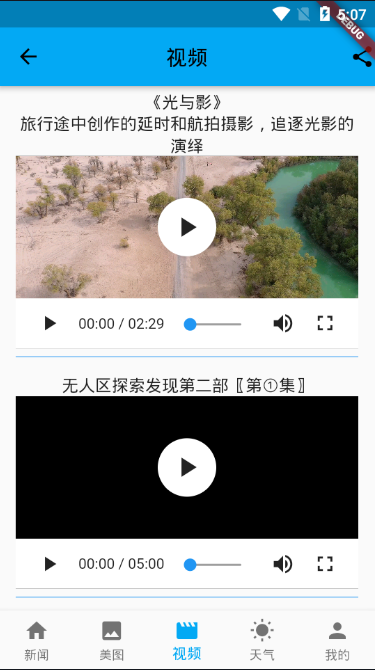 5:07
DEBUG
视频
《光与影》
旅行途中创作的延时和航拍摄影，追逐光影的
演绎
00:00 / 02:29
无人区探索发现第二部〖第①集〗
00:00 / 05:00
新闻
美图
视频
天气
我的